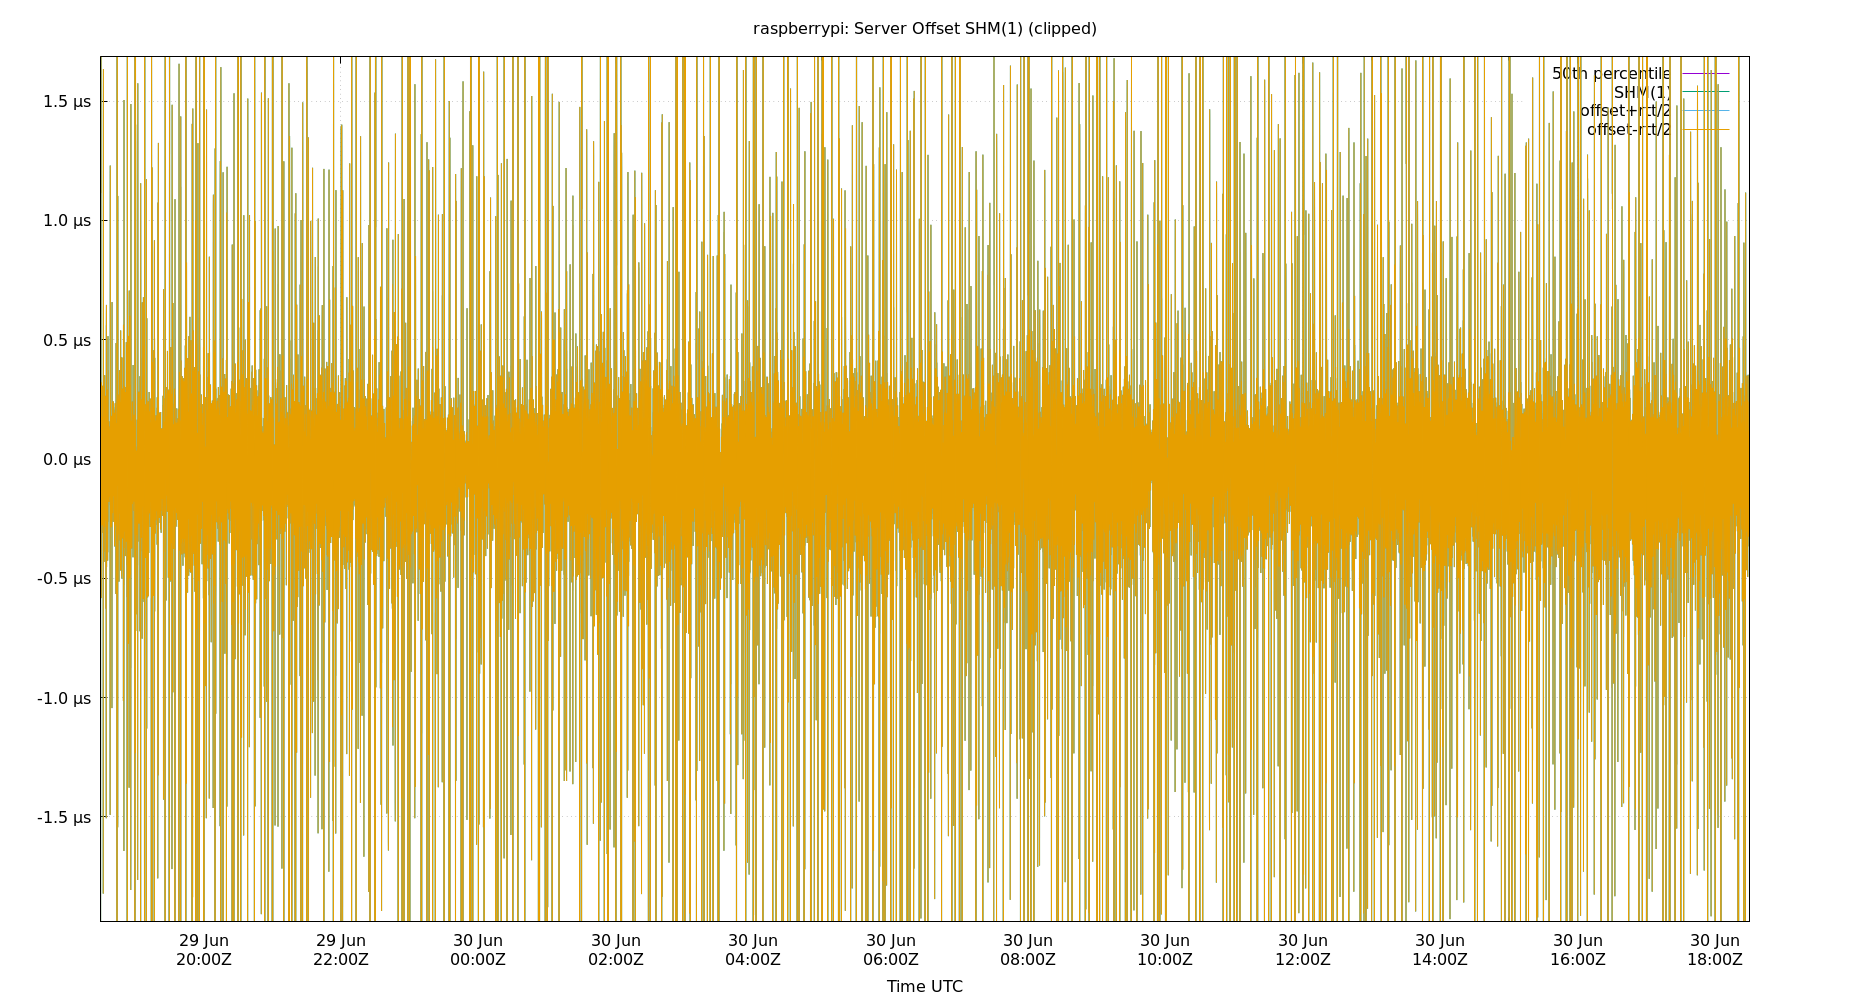 raspberrypi: Server Offset SHM(1) (clipped)
50th percentile
SHM(1)
offset+rtt/2
offset-rtt/2
1.5 µs
1.0 µs
0.5 µs
0.0 µs
-0.5 µs
-1.0 µs
-1.5 µs
29 Jun 29 Jun 30 Jun 30 Jun 30 Jun 30 Jun 30 Jun 30 Jun 30 Jun 30 Jun 30 Jun 30 Jun
20:00Z 22:00Z 00:00Z 02:00Z 04:00Z 06:00Z 08:00Z 10:00Z 12:00Z 14:00Z 16:00Z 18:00Z
Time UTC